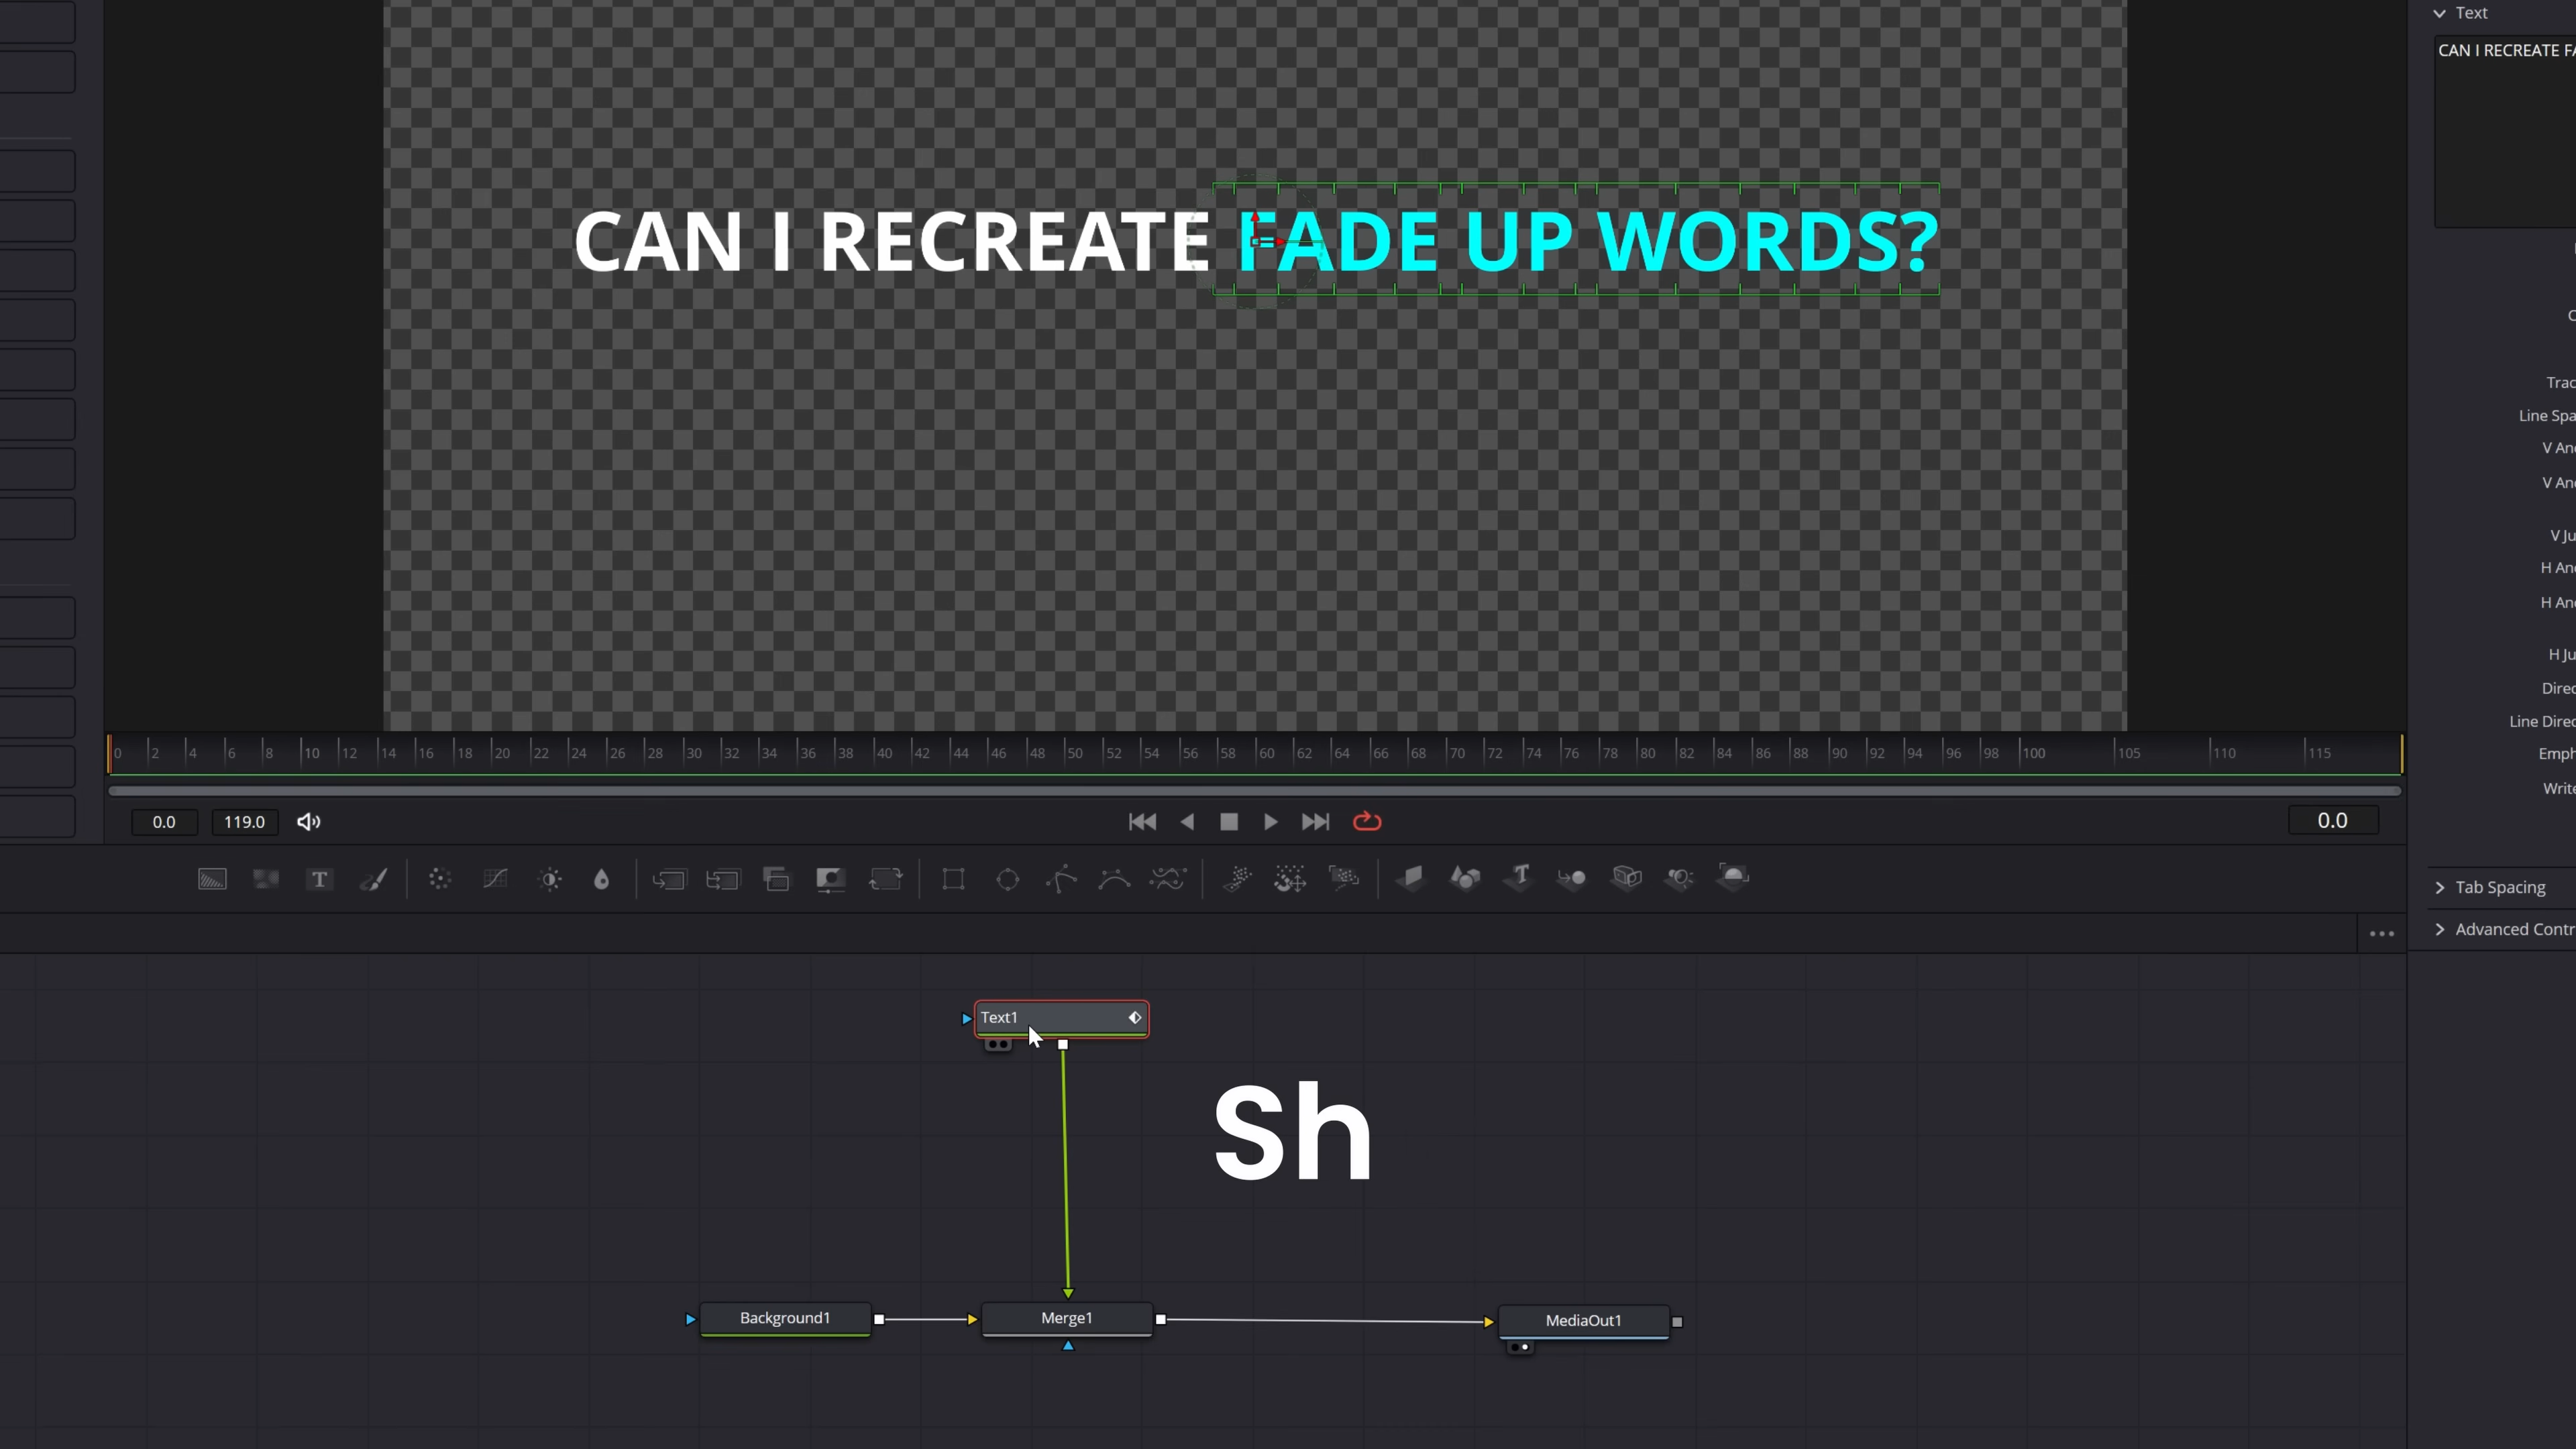 Text
CAN I RECREATE FA
CAN I RECREATE FADE UP WORDS?
C
Trac
Line Spa
V Anc
V Anc
V Ju
H Anc
H Anc
H Ju
Direc
Line Direc
Emph
Write
0 2 4 6 8 10 12 14 16 18 20 22 24 26 28 30 32 34 36 38 40 42 44 46 48 50 52 54 56 58 60 62 64 66 68 70 72 74 76 78 80 82 84 86 88 90 92 94 96 98 100 105 110 115
0.0 119.0 0.0
T
Tab Spacing
Advanced Contr
Text1
Sh
Background1 Merge1 MediaOut1